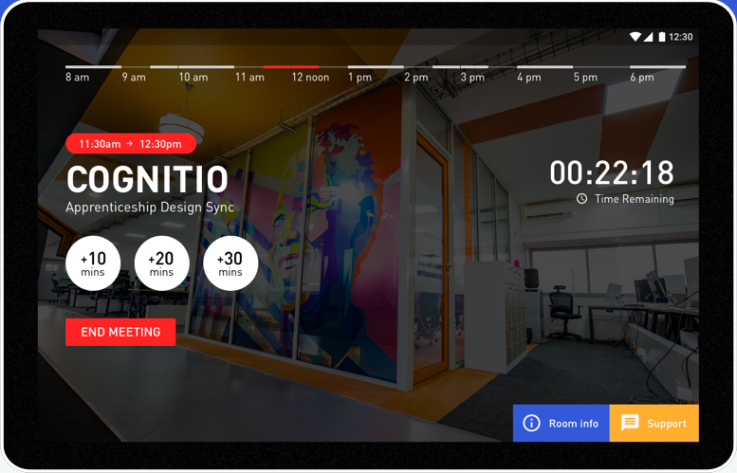 12:30
8 am 9 am 10 am 11 am 12 noon 1 pm 2 pm 3 pm 4 pm 5 pm 6 pm
11:30am → 12:30pm
COGNITIO
Apprenticeship Design Sync
00:22:18
Time Remaining
+10 mins
+20 mins
+30 mins
END MEETING
Room info
Support